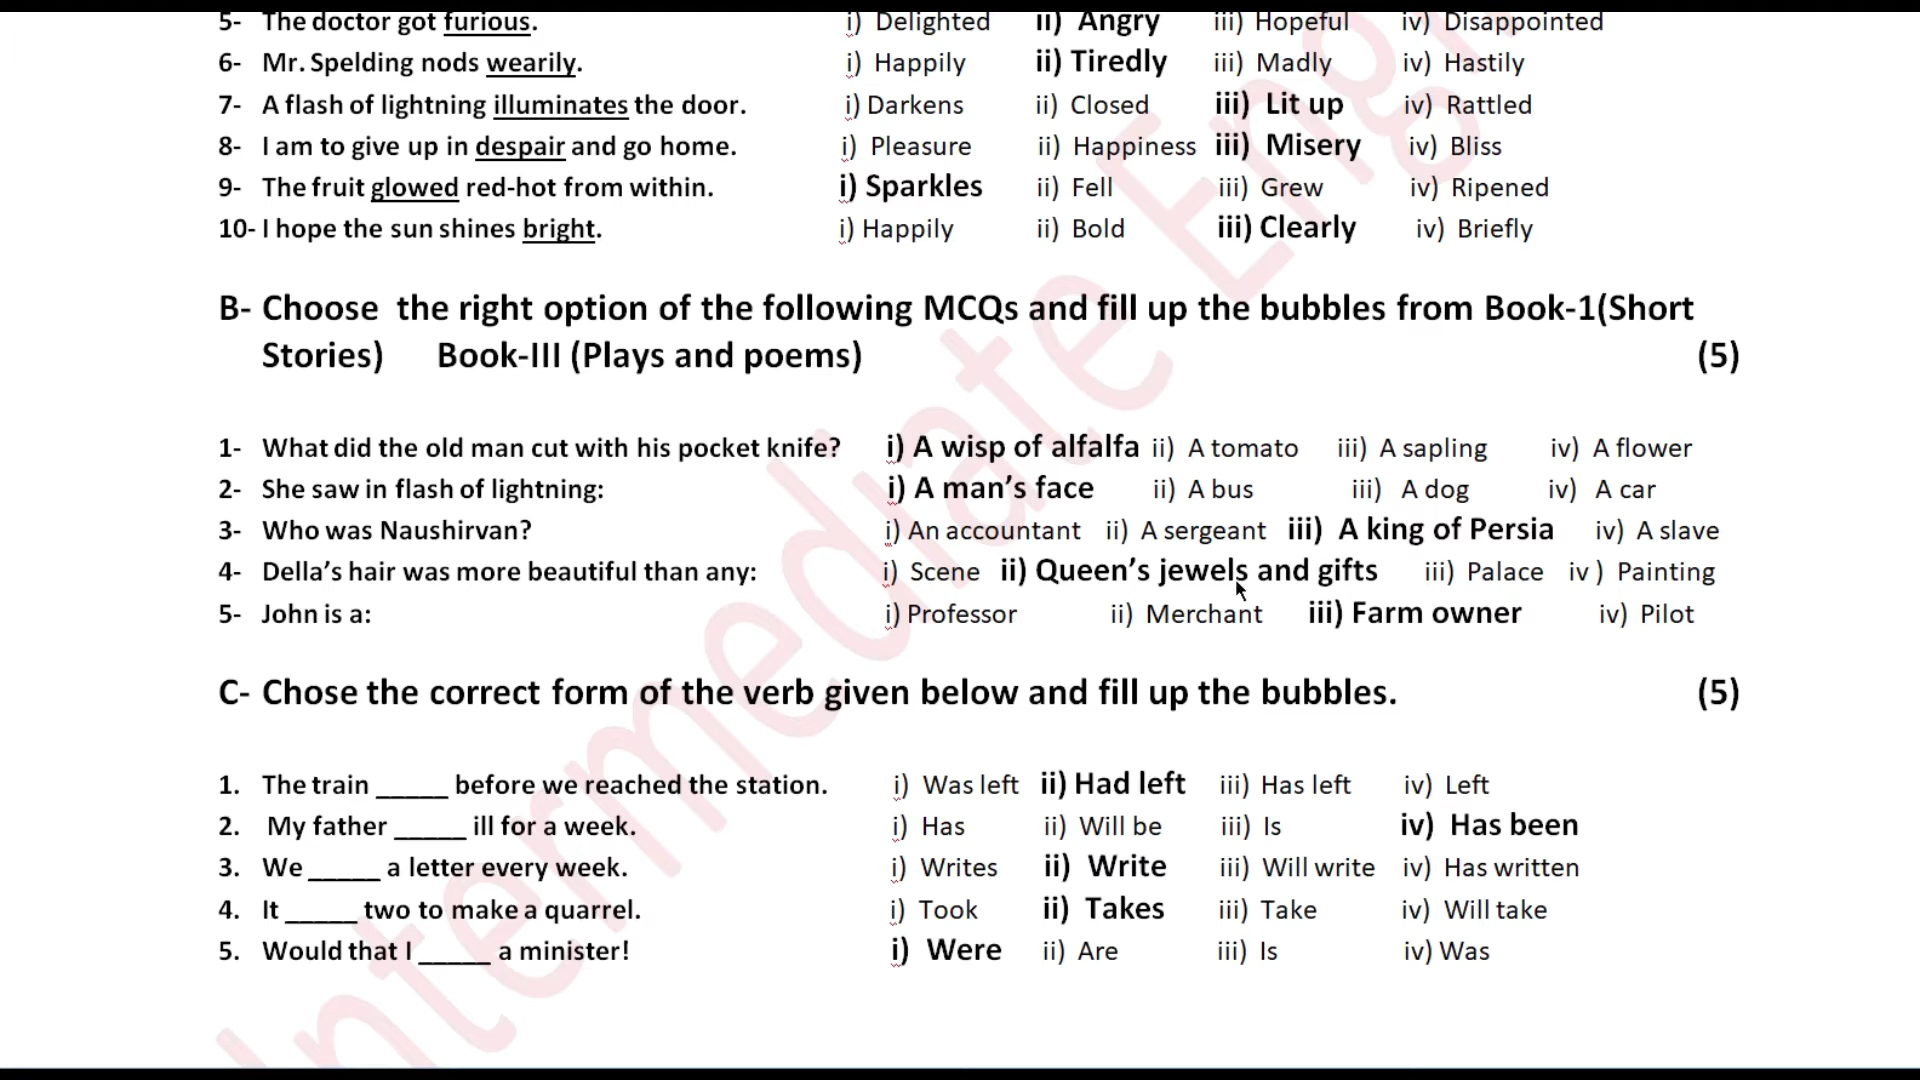 5- The doctor got furious. i) Delighted ii) Angry iii) Hopeful iv) Disappointed
6- Mr. Spelding nods wearily. i) Happily ii) Tiredly iii) Madly iv) Hastily
7- A flash of lightning illuminates the door. i) Darkens ii) Closed iii) Lit up iv) Rattled
8- I am to give up in despair and go home. i) Pleasure ii) Happiness iii) Misery iv) Bliss
9- The fruit glowed red-hot from within. i) Sparkles ii) Fell iii) Grew iv) Ripened
10- I hope the sun shines bright. i) Happily ii) Bold iii) Clearly iv) Briefly
B- Choose the right option of the following MCQs and fill up the bubbles from Book-1(Short
Stories) Book-III (Plays and poems) (5)
1- What did the old man cut with his pocket knife? i) A wisp of alfalfa ii) A tomato iii) A sapling iv) A flower
2- She saw in flash of lightning: i) A man's face ii) A bus iii) A dog iv) A car
3- Who was Naushirvan? i) An accountant ii) A sergeant iii) A king of Persia iv) A slave
4- Della's hair was more beautiful than any: i) Scene ii) Queen's jewels and gifts iii) Palace iv ) Painting
5- John is a: i) Professor ii) Merchant iii) Farm owner iv) Pilot
C- Chose the correct form of the verb given below and fill up the bubbles. (5)
1. The train _____ before we reached the station. i) Was left ii) Had left iii) Has left iv) Left
2. My father _____ ill for a week. i) Has ii) Will be iii) Is iv) Has been
3. We _____ a letter every week. i) Writes ii) Write iii) Will write iv) Has written
4. It _____ two to make a quarrel. i) Took ii) Takes iii) Take iv) Will take
5. Would that I _____ a minister! i) Were ii) Are iii) Is iv) Was
Intermediate